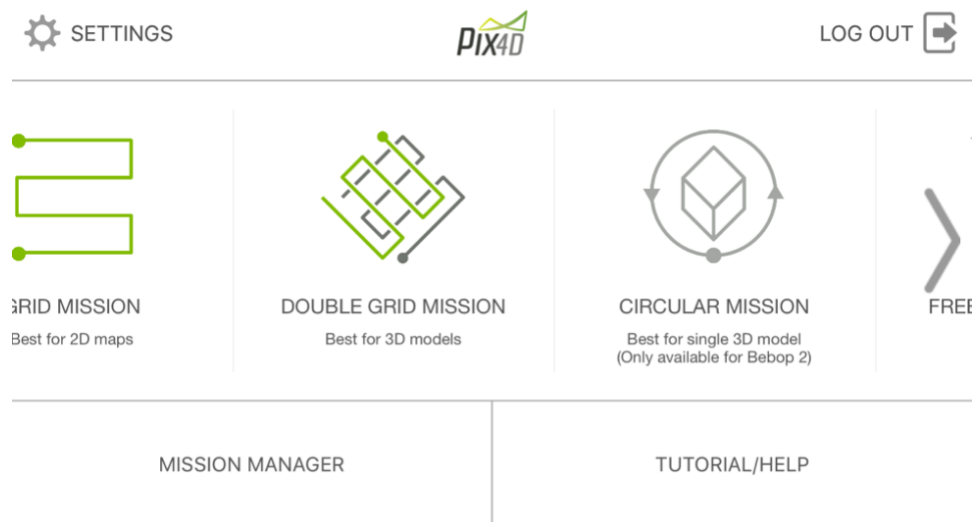 SETTINGS
PIX4D
LOG OUT
GRID MISSION
Best for 2D maps
DOUBLE GRID MISSION
Best for 3D models
CIRCULAR MISSION
Best for single 3D model
(Only available for Bebop 2)
FREE
MISSION MANAGER
TUTORIAL/HELP